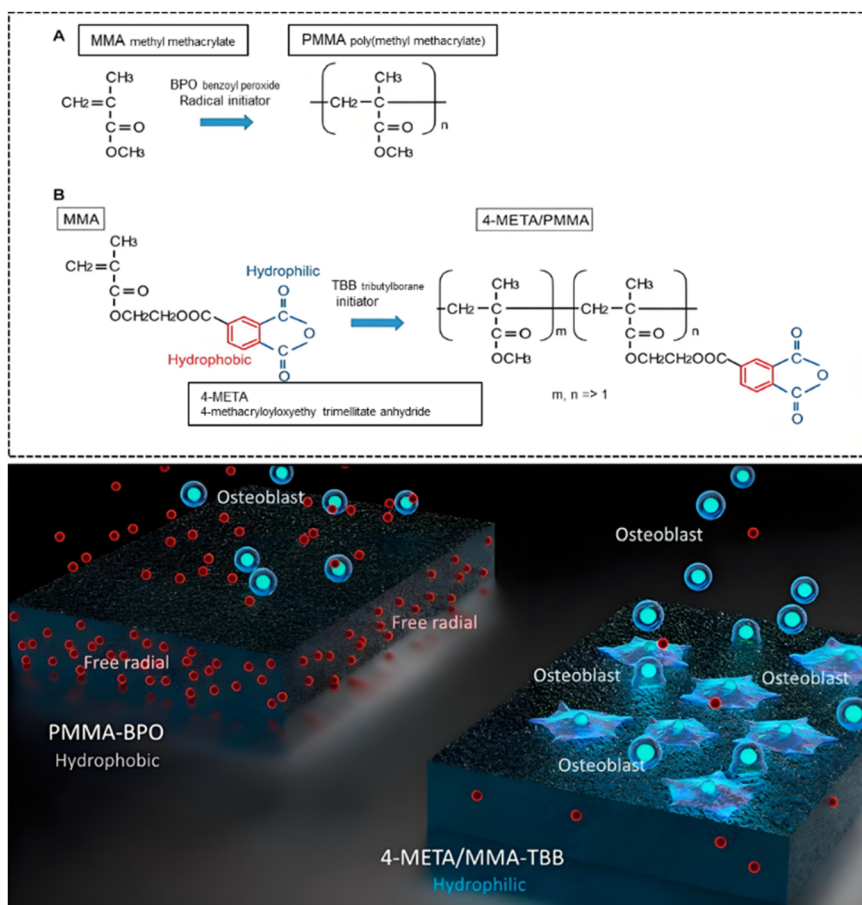 A
MMA methyl methacrylate
PMMA poly(methyl methacrylate)
CH3
CH2=C
C=O
OCH3
BPO benzoyl peroxide
Radical initiator
CH3
CH2
C
C=O
OCH3
n
B
MMA
4-META/PMMA
CH3
CH2=C
C=O
OCH2CH2OOC
Hydrophilic
O
C
O
C
O
Hydrophobic
TBB tributylborane
initiator
CH3
CH2
C
C=O
OCH3
m
CH3
CH2
C
C=O
OCH2CH2OOC
n
O
C
O
C
O
4-META
4-methacryloyloxyethy trimellitate anhydride
m, n => 1
Osteoblast
Free radial
Free radial
PMMA-BPO
Hydrophobic
Osteoblast
Osteoblast
Osteoblast
Osteoblast
4-META/MMA-TBB
Hydrophilic